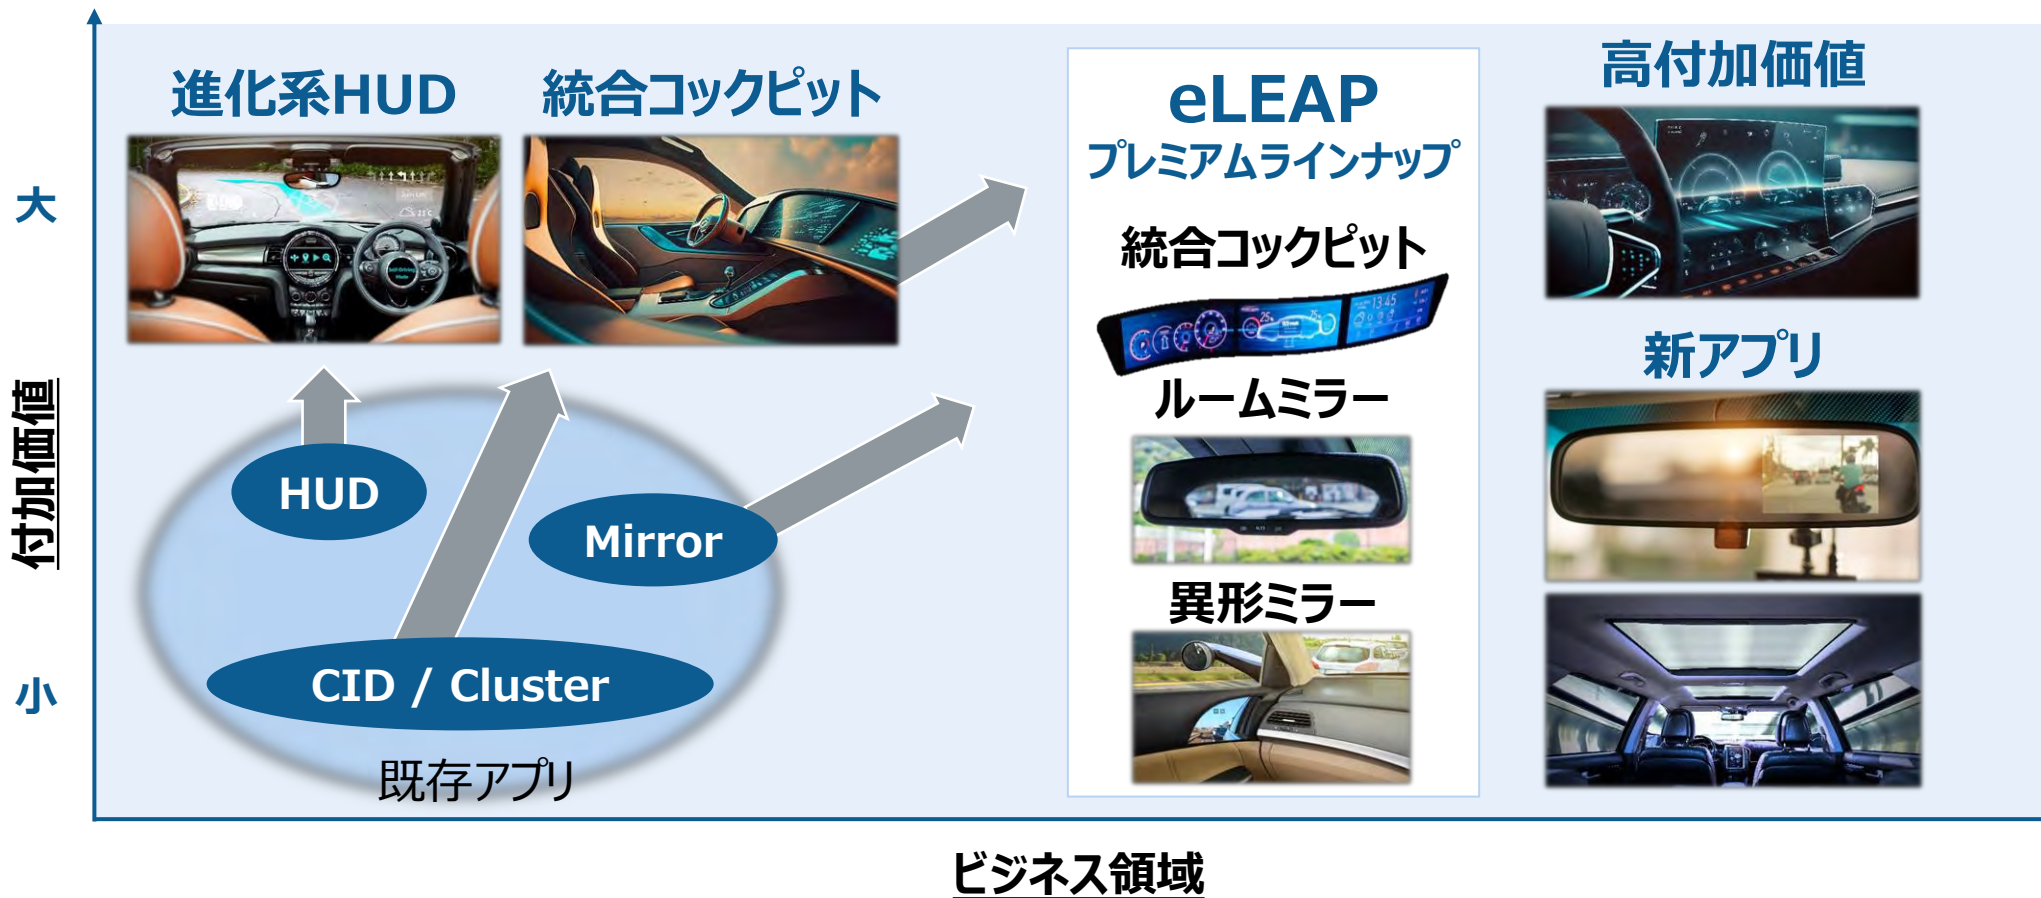 進化系HUD
統合コックピット
eLEAP
プレミアムラインナップ
統合コックピット
13:45
ルームミラー
異形ミラー
高付加価値
新アプリ
大
付加価値
小
HUD
Mirror
CID / Cluster
既存アプリ
ビジネス領域